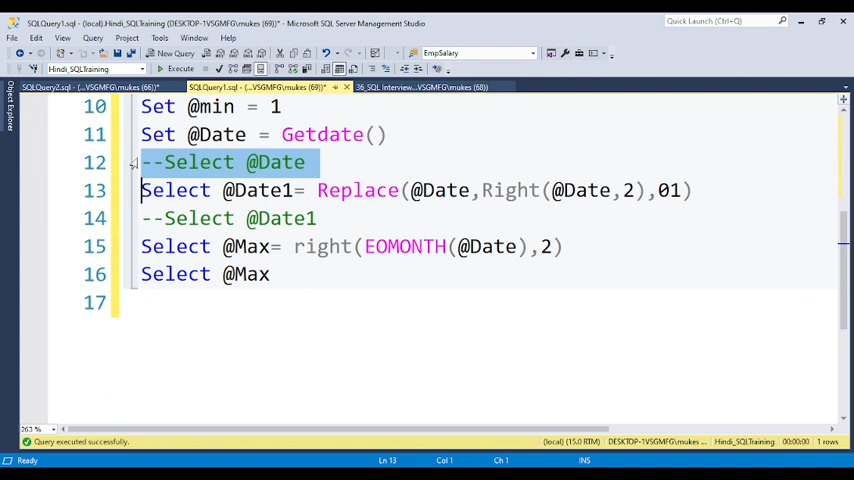 SQLQuery1.sql - (local).Hindi_SQLTraining (DESKTOP-1VSGMFG\mukes (69))* - Microsoft SQL Server Management Studio
Quick Launch (Ctrl+Q)
File Edit View Query Project Tools Window Help
New Query
EmpSalary
Hindi_SQLTraining
Execute
SQLQuery2.sql - (...VSGMFG\mukes (66))*
SQLQuery1.sql - (...VSGMFG\mukes (69))*
36_SQL Interview...VSGMFG\mukes (68))
Object Explorer
10 Set @min = 1
11 Set @Date = Getdate()
12 --Select @Date
13 Select @Date1= Replace(@Date,Right(@Date,2),01)
14 --Select @Date1
15 Select @Max= right(EOMONTH(@Date),2)
16 Select @Max
17
263 %
Query executed successfully.
(local) (15.0 RTM)
DESKTOP-1VSGMFG\mukes ...
Hindi_SQLTraining
00:00:00
1 rows
Ready
Ln 13
Col 1
Ch 1
INS